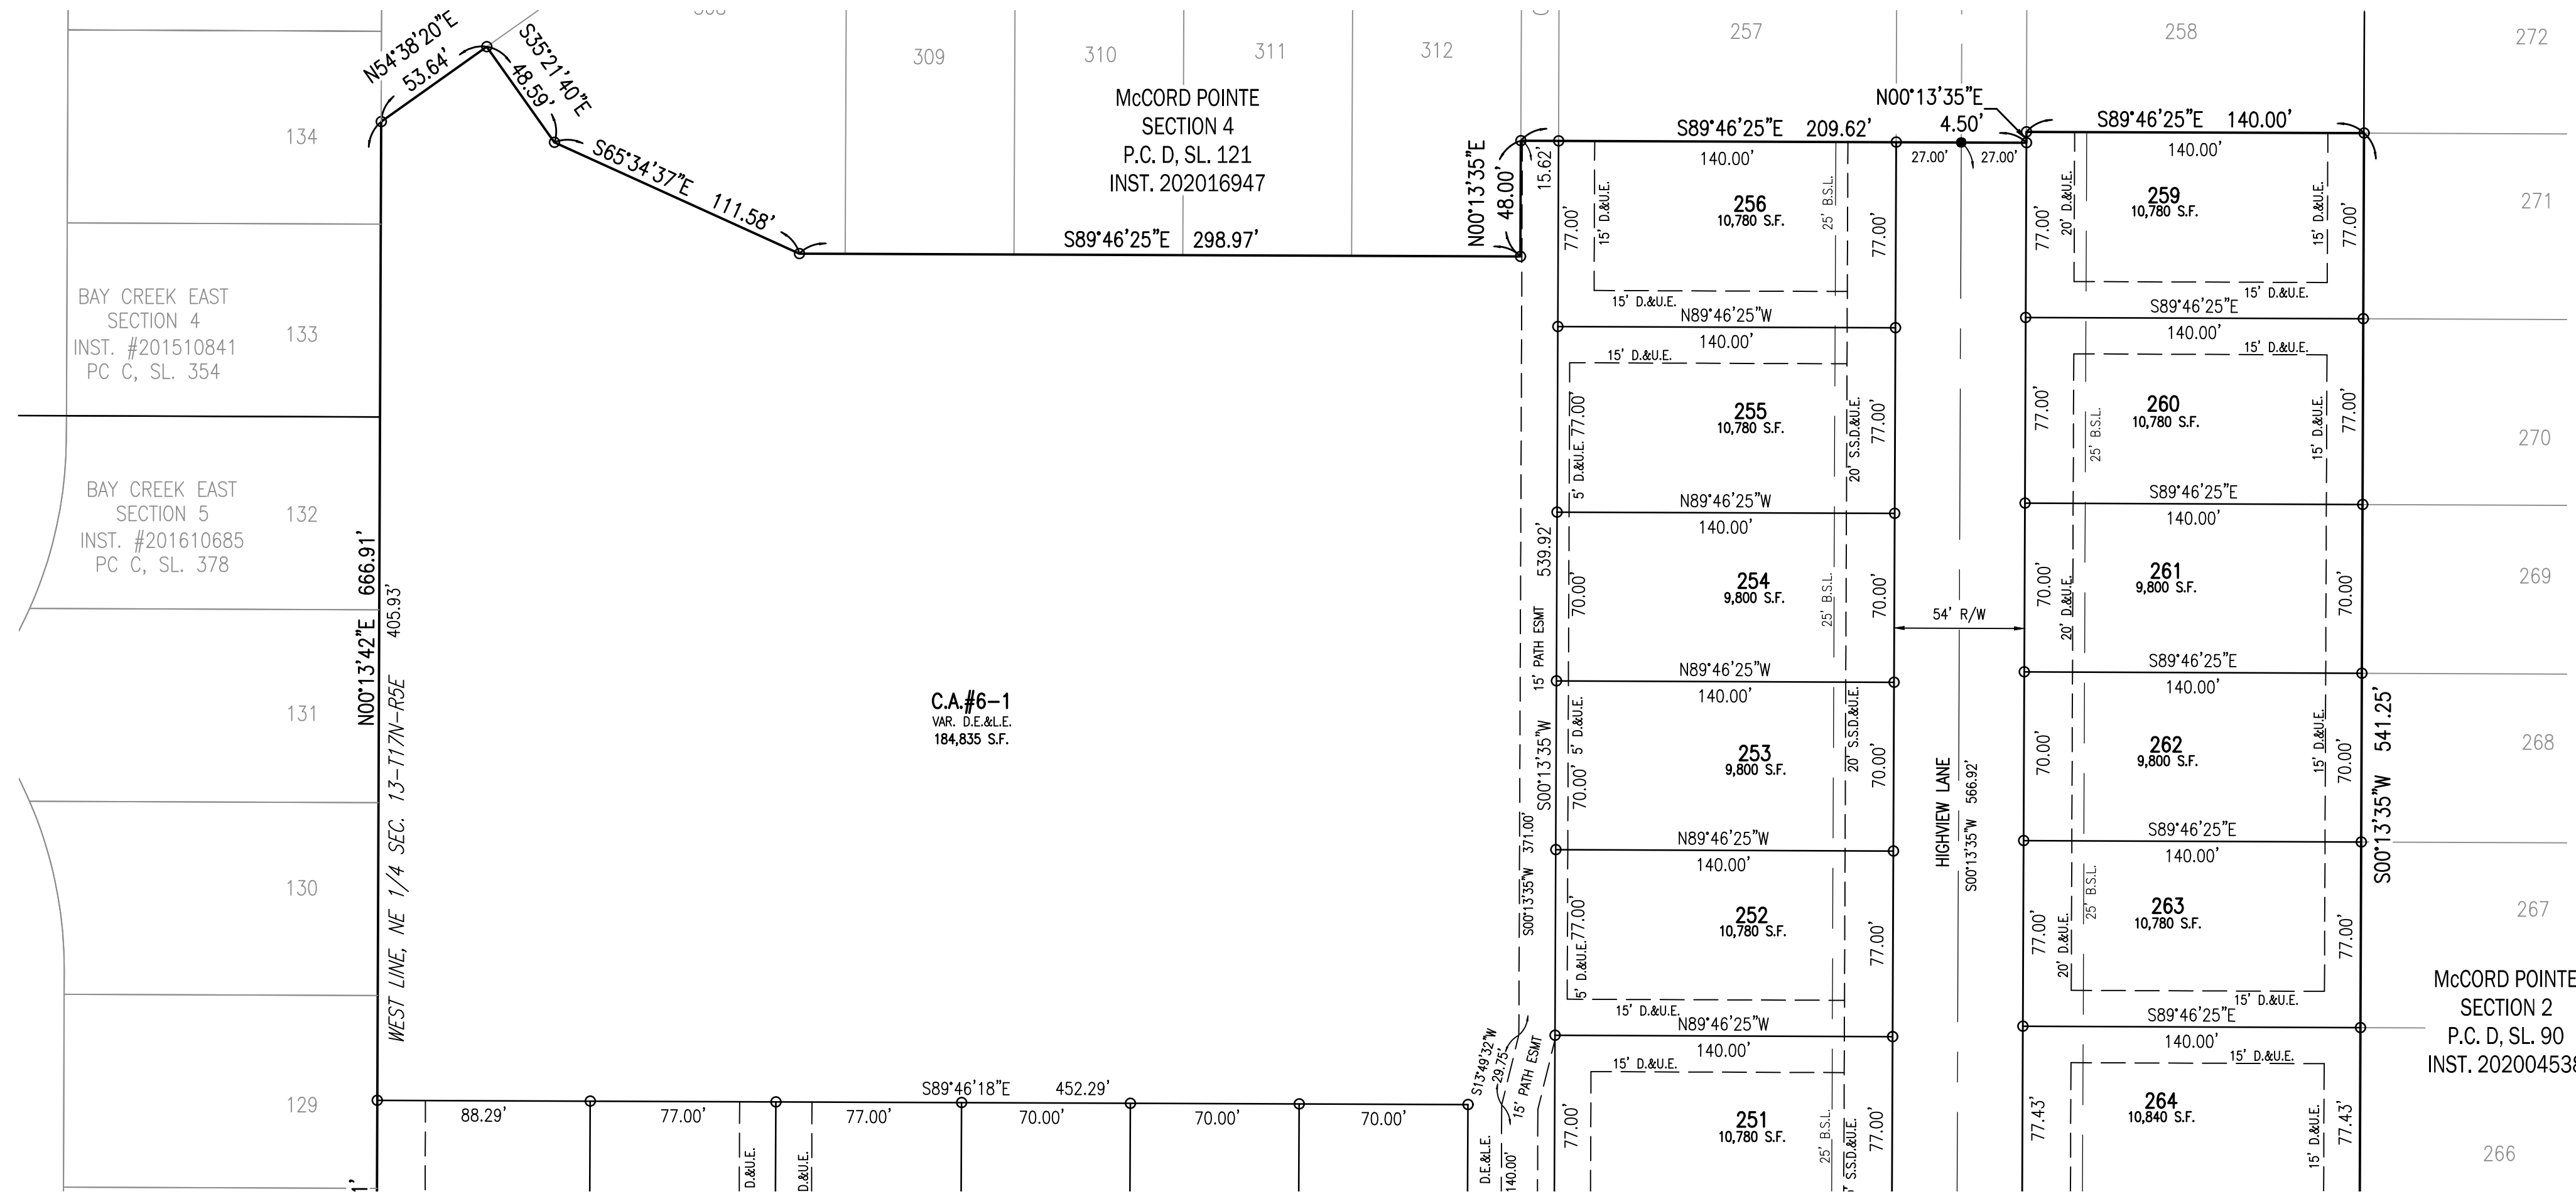 N54°38'20"E
53.64'
S35°21'40"E
48.59'
S65°34'37"E 111.58'
309
310
311
312
McCORD POINTE
SECTION 4
P.C. D, SL. 121
INST. 202016947
S89°46'25"E 298.97'
N00°13'35"E
48.00'
15.62'
257
S89°46'25"E 209.62'
140.00'
N00°13'35"E
4.50'
27.00'
27.00'
258
S89°46'25"E 140.00'
140.00'
272
271
270
269
268
267
266
134
133
132
131
130
129
BAY CREEK EAST
SECTION 4
INST. #201510841
PC C, SL. 354
BAY CREEK EAST
SECTION 5
INST. #201610685
PC C, SL. 378
N00°13'42"E 666.91'
405.93'
WEST LINE, NE 1/4 SEC. 13-T17N-R5E
C.A.#6-1
VAR. D.E.&L.E.
184,835 S.F.
S89°46'18"E 452.29'
88.29'
77.00'
77.00'
70.00'
70.00'
70.00'
D.&U.E.
D.&U.E.
1'
S13°49'32"W
29.75'
15' PATH ESMT
D.E.&L.E.
140.00'
S00°13'35"W 371.00'
S00°13'35"W 539.92'
15' PATH ESMT
77.00'
15' D.&U.E.
256
10,780 S.F.
25' B.S.L.
77.00'
15' D.&U.E.
N89°46'25"W
140.00'
15' D.&U.E.
5' D.&U.E. 77.00'
255
10,780 S.F.
20' S.S.D.&U.E.
77.00'
N89°46'25"W
140.00'
70.00'
254
9,800 S.F.
25' B.S.L.
70.00'
N89°46'25"W
140.00'
70.00' 5' D.&U.E.
253
9,800 S.F.
20' S.S.D.&U.E.
70.00'
N89°46'25"W
140.00'
5' D.&U.E. 77.00'
252
10,780 S.F.
77.00'
15' D.&U.E.
N89°46'25"W
140.00'
15' D.&U.E.
77.00'
251
10,780 S.F.
25' B.S.L.
' S.S.D.&U.E.
77.00'
54' R/W
HIGHVIEW LANE
S00°13'35"W 566.92'
77.00'
20' D.&U.E.
259
10,780 S.F.
15' D.&U.E.
77.00'
15' D.&U.E.
S89°46'25"E
140.00'
15' D.&U.E.
77.00'
25' B.S.L.
260
10,780 S.F.
15' D.&U.E.
77.00'
S89°46'25"E
140.00'
70.00'
20' D.&U.E.
261
9,800 S.F.
70.00'
S89°46'25"E
140.00'
70.00'
262
9,800 S.F.
15' D.&U.E.
70.00'
S89°46'25"E
140.00'
77.00'
20' D.&U.E.
25' B.S.L.
263
10,780 S.F.
77.00'
15' D.&U.E.
S89°46'25"E
140.00'
15' D.&U.E.
77.43'
264
10,840 S.F.
15' D.&U.E.
77.43'
S00°13'35"W 541.25'
McCORD POINTE
SECTION 2
P.C. D, SL. 90
INST. 202004538